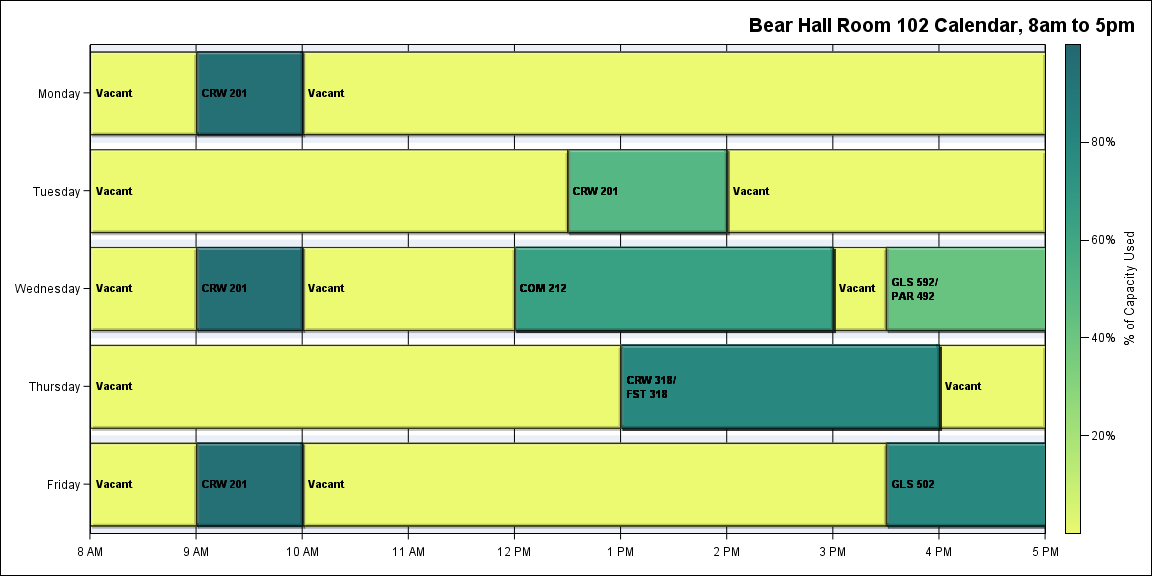 Bear Hall Room 102 Calendar, 8am to 5pm
Monday
Vacant
CRW 201
Vacant
Tuesday
Vacant
CRW 201
Vacant
Wednesday
Vacant
CRW 201
Vacant
COM 212
Vacant
GLS 592/
PAR 492
Thursday
Vacant
CRW 318/
FST 318
Vacant
Friday
Vacant
CRW 201
Vacant
GLS 502
8 AM
9 AM
10 AM
11 AM
12 PM
1 PM
2 PM
3 PM
4 PM
5 PM
80%
60%
40%
20%
% of Capacity Used